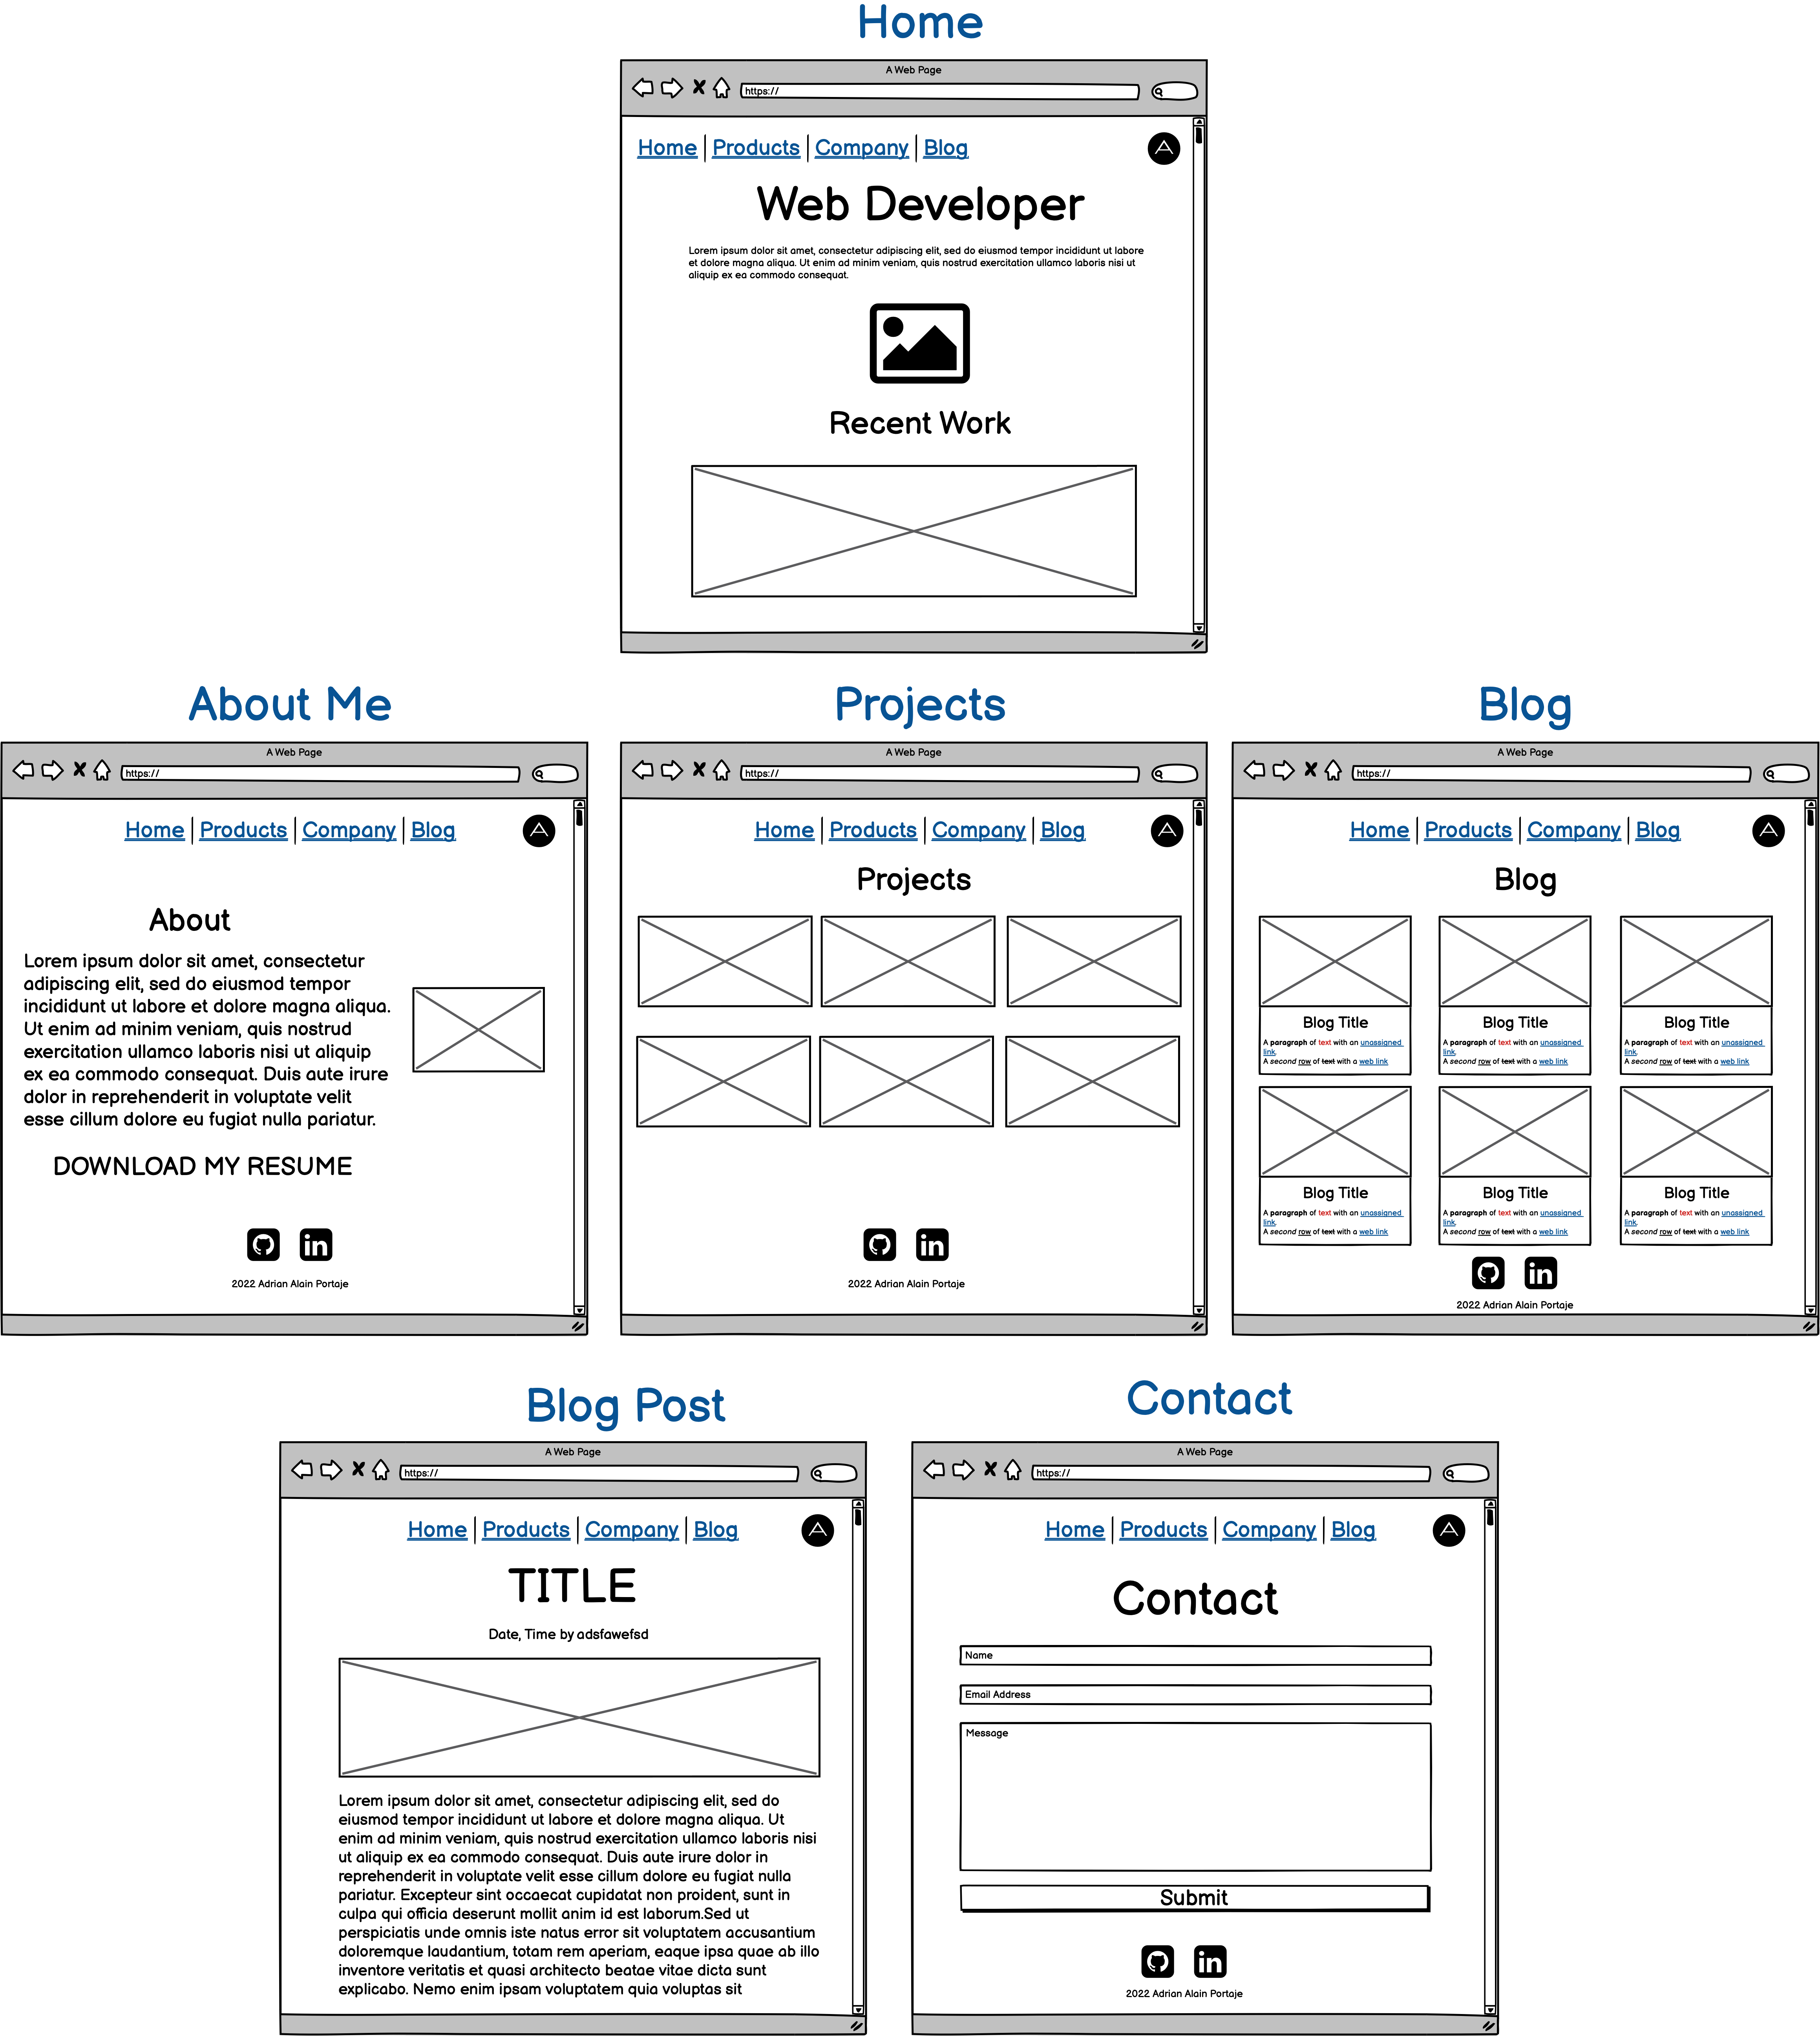 Home
A Web Page
https://
Home Products Company Blog
A
Web Developer
Lorem ipsum dolor sit amet, consectetur adipiscing elit, sed do eiusmod tempor incididunt ut labore
et dolore magna aliqua. Ut enim ad minim veniam, quis nostrud exercitation ullamco laboris nisi ut
aliquip ex ea commodo consequat.
Recent Work
About Me
A Web Page
https://
Home Products Company Blog
A
About
Lorem ipsum dolor sit amet, consectetur
adipiscing elit, sed do eiusmod tempor
incididunt ut labore et dolore magna aliqua.
Ut enim ad minim veniam, quis nostrud
exercitation ullamco laboris nisi ut aliquip
ex ea commodo consequat. Duis aute irure
dolor in reprehenderit in voluptate velit
esse cillum dolore eu fugiat nulla pariatur.
DOWNLOAD MY RESUME
in
2022 Adrian Alain Portaje
Projects
A Web Page
https://
Home Products Company Blog
A
Projects
in
2022 Adrian Alain Portaje
Blog
A Web Page
https://
Home Products Company Blog
A
Blog
Blog Title
A paragraph of text with an unassigned
link.
A second row of text with a web link
Blog Title
A paragraph of text with an unassigned
link.
A second row of text with a web link
Blog Title
A paragraph of text with an unassigned
link.
A second row of text with a web link
Blog Title
A paragraph of text with an unassigned
link.
A second row of text with a web link
Blog Title
A paragraph of text with an unassigned
link.
A second row of text with a web link
Blog Title
A paragraph of text with an unassigned
link.
A second row of text with a web link
in
2022 Adrian Alain Portaje
Blog Post
A Web Page
https://
Home Products Company Blog
A
TITLE
Date, Time by adsfawefsd
Lorem ipsum dolor sit amet, consectetur adipiscing elit, sed do
eiusmod tempor incididunt ut labore et dolore magna aliqua. Ut
enim ad minim veniam, quis nostrud exercitation ullamco laboris nisi
ut aliquip ex ea commodo consequat. Duis aute irure dolor in
reprehenderit in voluptate velit esse cillum dolore eu fugiat nulla
pariatur. Excepteur sint occaecat cupidatat non proident, sunt in
culpa qui officia deserunt mollit anim id est laborum.Sed ut
perspiciatis unde omnis iste natus error sit voluptatem accusantium
doloremque laudantium, totam rem aperiam, eaque ipsa quae ab illo
inventore veritatis et quasi architecto beatae vitae dicta sunt
explicabo. Nemo enim ipsam voluptatem quia voluptas sit
Contact
A Web Page
https://
Home Products Company Blog
A
Contact
Name
Email Address
Message
Submit
in
2022 Adrian Alain Portaje